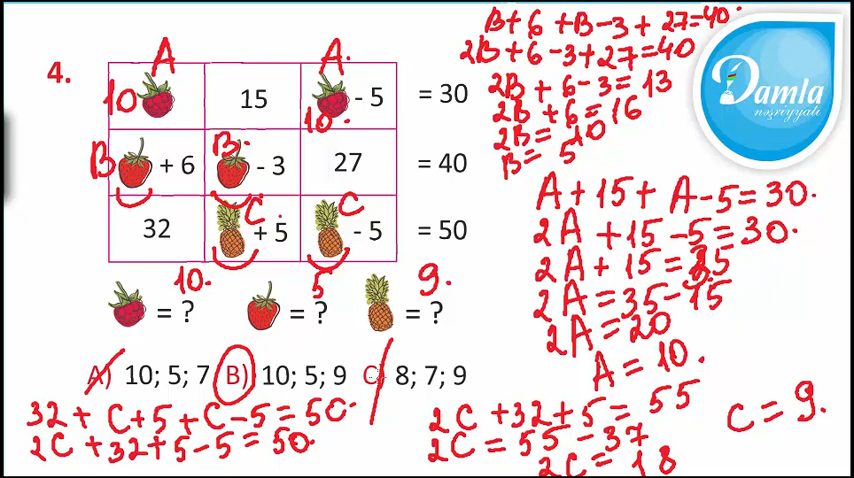 B+6+B-3+27=40.
2B+6-3+27=40
2B+6-3=13
2B+6=16
2B=10
B=5
Damla
nəşriyyatı
4.
A A.
10 15 10. - 5 = 30
B + 6 B. - 3 27 = 40
32 C. + 5 C - 5 = 50
10. 5 9.
= ? = ? = ?
A) 10; 5; 7 B) 10; 5; 9 C) 8; 7; 9
A+15+A-5=30.
2A+15-5=30.
2A+15=35
2A=35-15
2A=20
A=10.
32+C+5+C-5=50.
2C+32+5-5=50.
2C+32+5=55
2C=55-37
2C=18
C=9.